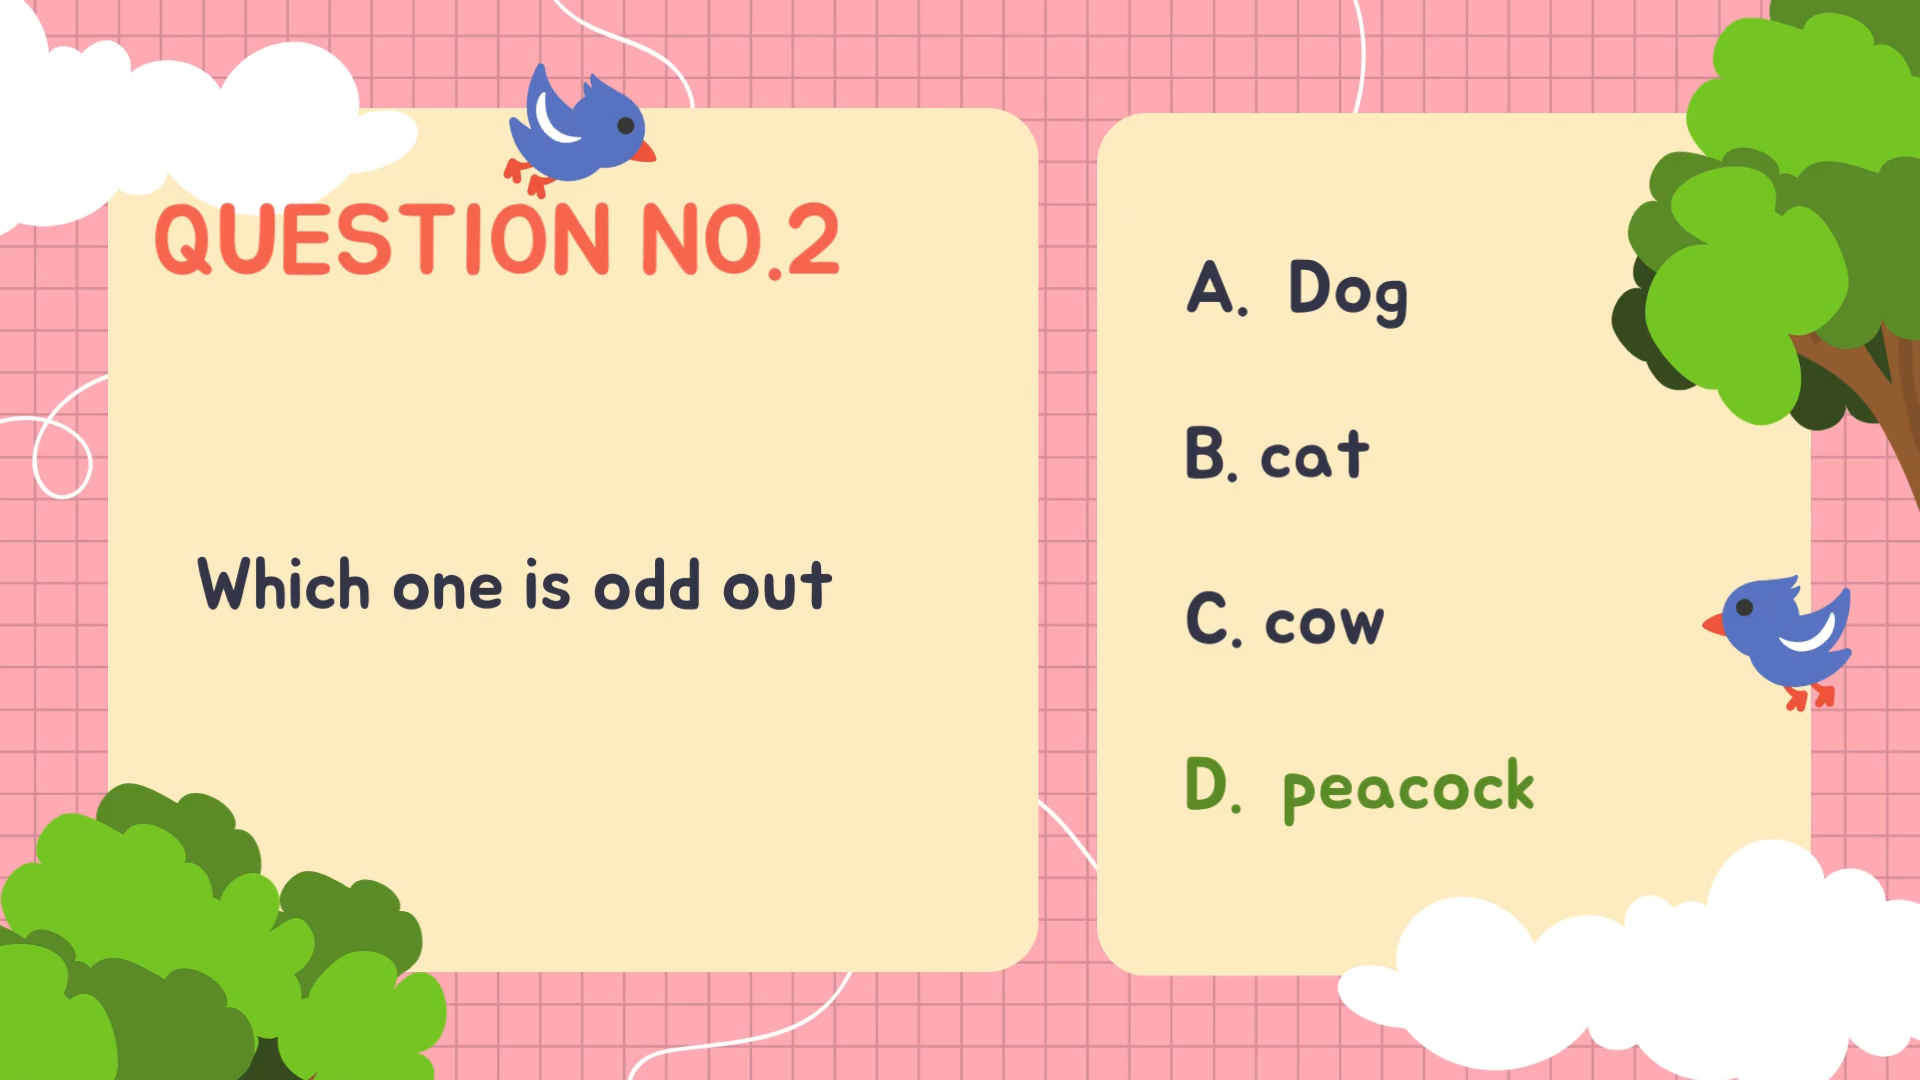 QUESTION NO.2
Which one is odd out
A. Dog
B. cat
C. cow
D. peacock